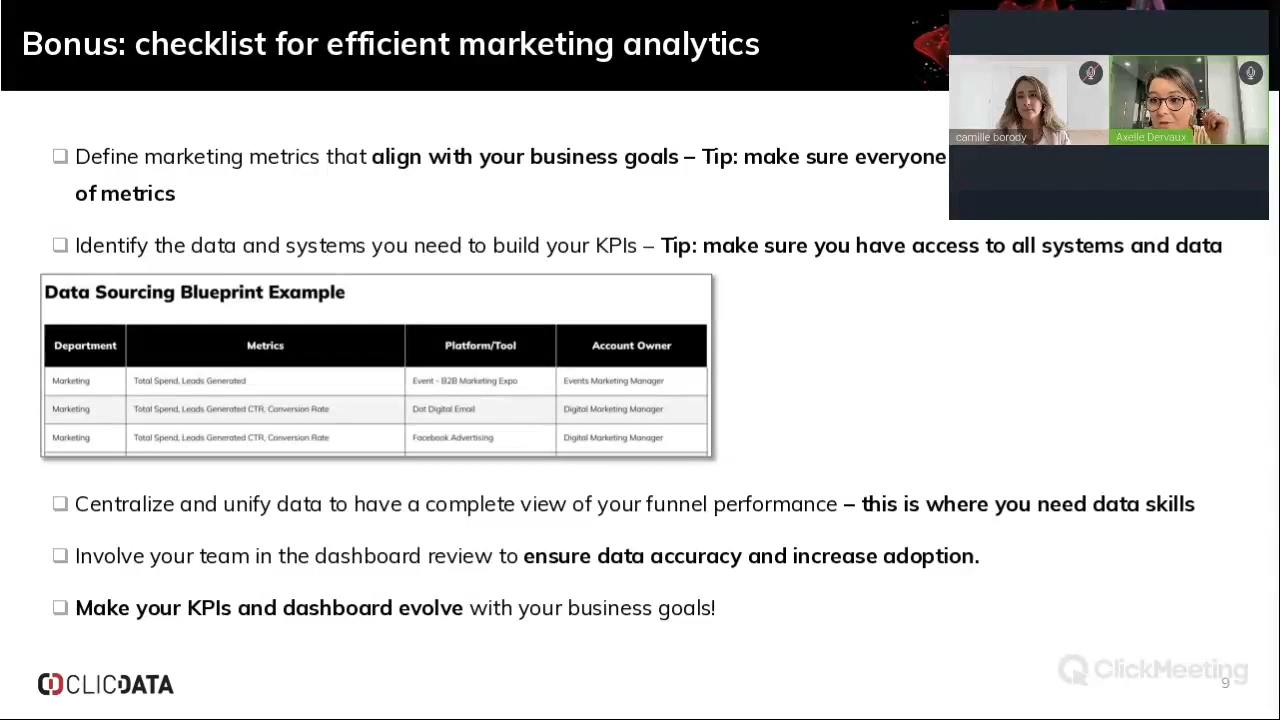 Bonus: checklist for efficient marketing analytics
camille borody
Axelle Dervaux
Define marketing metrics that align with your business goals – Tip: make sure everyone
of metrics
Identify the data and systems you need to build your KPIs – Tip: make sure you have access to all systems and data
Data Sourcing Blueprint Example
Department Metrics Platform/Tool Account Owner
Marketing Total Spend, Leads Generated Event - B2B Marketing Expo Events Marketing Manager
Marketing Total Spend, Leads Generated CTR, Conversion Rate Dot Digital Email Digital Marketing Manager
Marketing Total Spend, Leads Generated CTR, Conversion Rate Facebook Advertising Digital Marketing Manager
Centralize and unify data to have a complete view of your funnel performance – this is where you need data skills
Involve your team in the dashboard review to ensure data accuracy and increase adoption.
Make your KPIs and dashboard evolve with your business goals!
CLICDATA
ClickMeeting
9